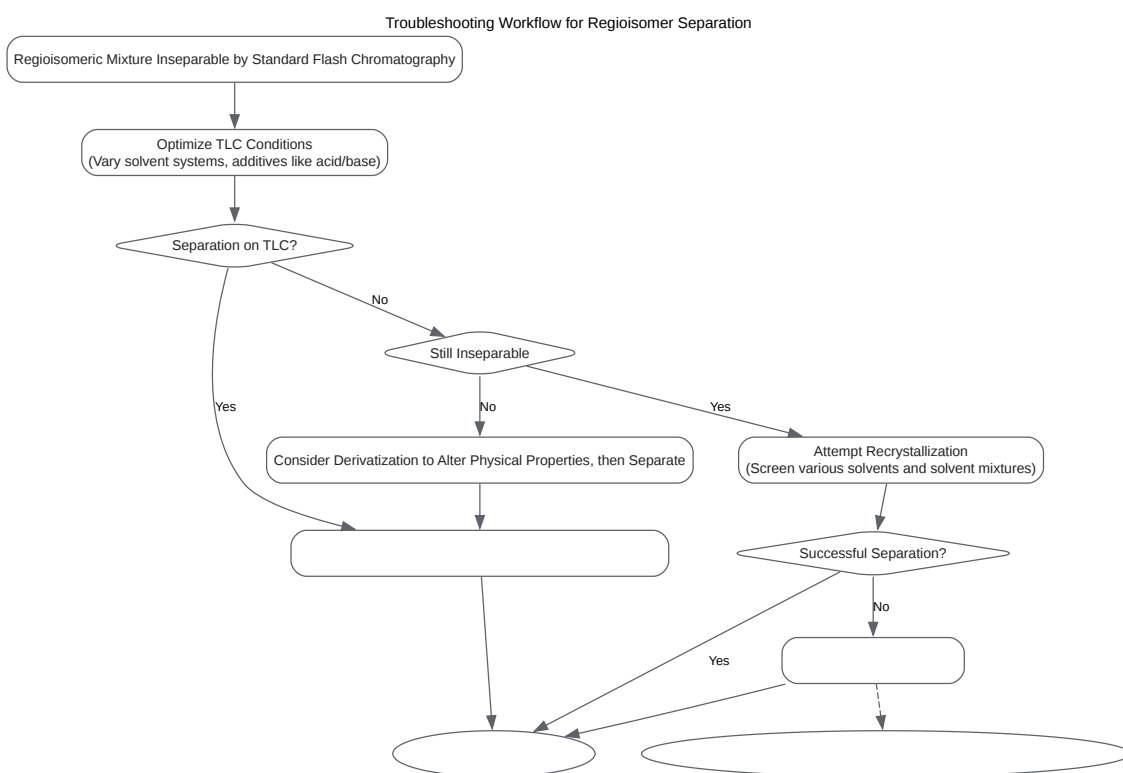 Troubleshooting Workflow for Regioisomer Separation
Regioisomeric Mixture Inseparable by Standard Flash Chromatography
Optimize TLC Conditions
(Vary solvent systems, additives like acid/base)
Separation on TLC?
No
Still Inseparable
Yes
No
Yes
Consider Derivatization to Alter Physical Properties, then Separate
Attempt Recrystallization
(Screen various solvents and solvent mixtures)
Successful Separation?
No
Yes